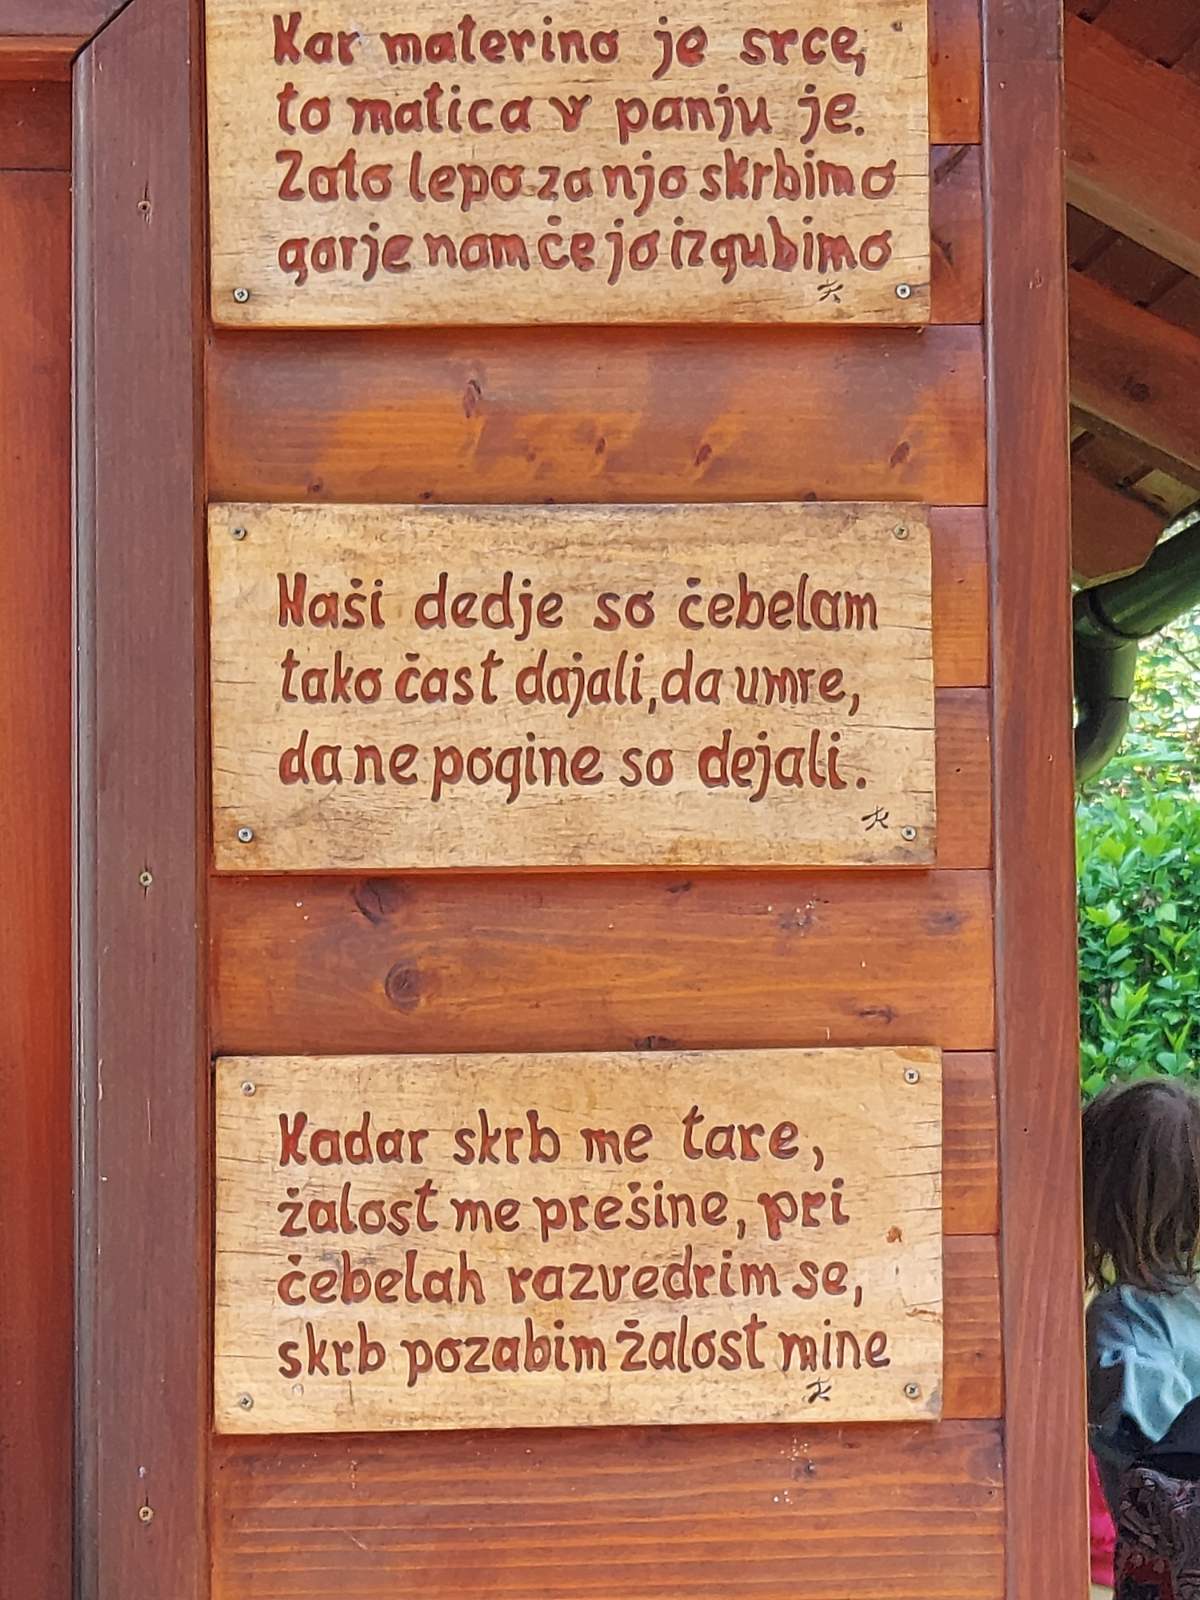 Kar materino je srce,
to matica v panju je.
Zato lepo za njo skrbimo
gorje nam če jo izgubimo
Naši dedje so čebelam
tako čast dajali, da umre,
da ne pogine so dejali.
Kadar skrb me tare,
žalost me prešine, pri
čebelah razvedrim se,
skrb pozabim žalost mine